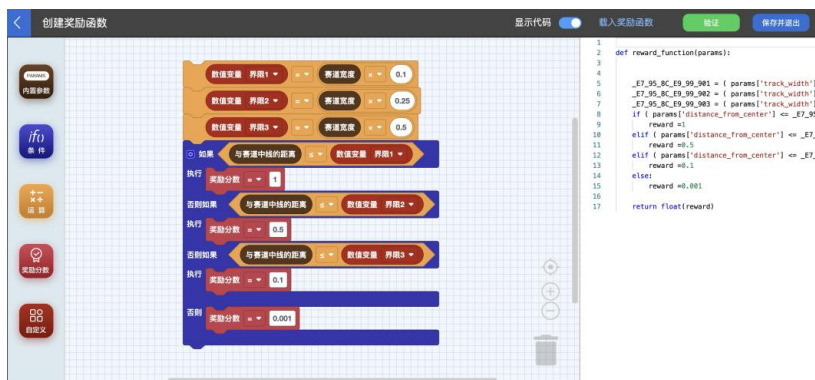 创建奖励函数
显示代码
载入奖励函数
验证
保存并退出
PARAMS
内置参数
if()
条件
运算
奖励分数
自定义
数值变量 界限1 = 赛道宽度 × 0.1
数值变量 界限2 = 赛道宽度 × 0.25
数值变量 界限3 = 赛道宽度 × 0.5
如果 与赛道中线的距离 ≤ 数值变量 界限1
执行 奖励分数 = 1
否则如果 与赛道中线的距离 ≤ 数值变量 界限2
执行 奖励分数 = 0.5
否则如果 与赛道中线的距离 ≤ 数值变量 界限3
执行 奖励分数 = 0.1
否则 奖励分数 = 0.001
1
2 def reward_function(params):
3
4
5 _E7_95_8C_E9_99_901 = ( params['track_width']
6 _E7_95_8C_E9_99_902 = ( params['track_width']
7 _E7_95_8C_E9_99_903 = ( params['track_width']
8 if ( params['distance_from_center'] <= _E7_95
9 reward =1
10 elif ( params['distance_from_center'] <= _E7_
11 reward =0.5
12 elif ( params['distance_from_center'] <= _E7_
13 reward =0.1
14 else:
15 reward =0.001
16
17 return float(reward)